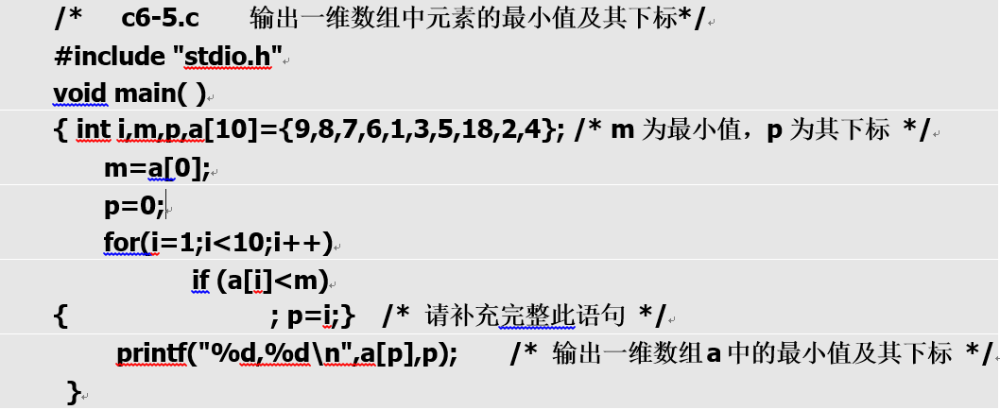 /* c6-5.c 输出一维数组中元素的最小值及其下标*/
#include "stdio.h"
void main( )
{ int i,m,p,a[10]={9,8,7,6,1,3,5,18,2,4}; /* m 为最小值，p 为其下标 */
m=a[0];
p=0;
for(i=1;i<10;i++)
if (a[i]<m)
{ ; p=i;} /* 请补充完整此语句 */
printf("%d,%d\n",a[p],p); /* 输出一维数组 a 中的最小值及其下标 */
}